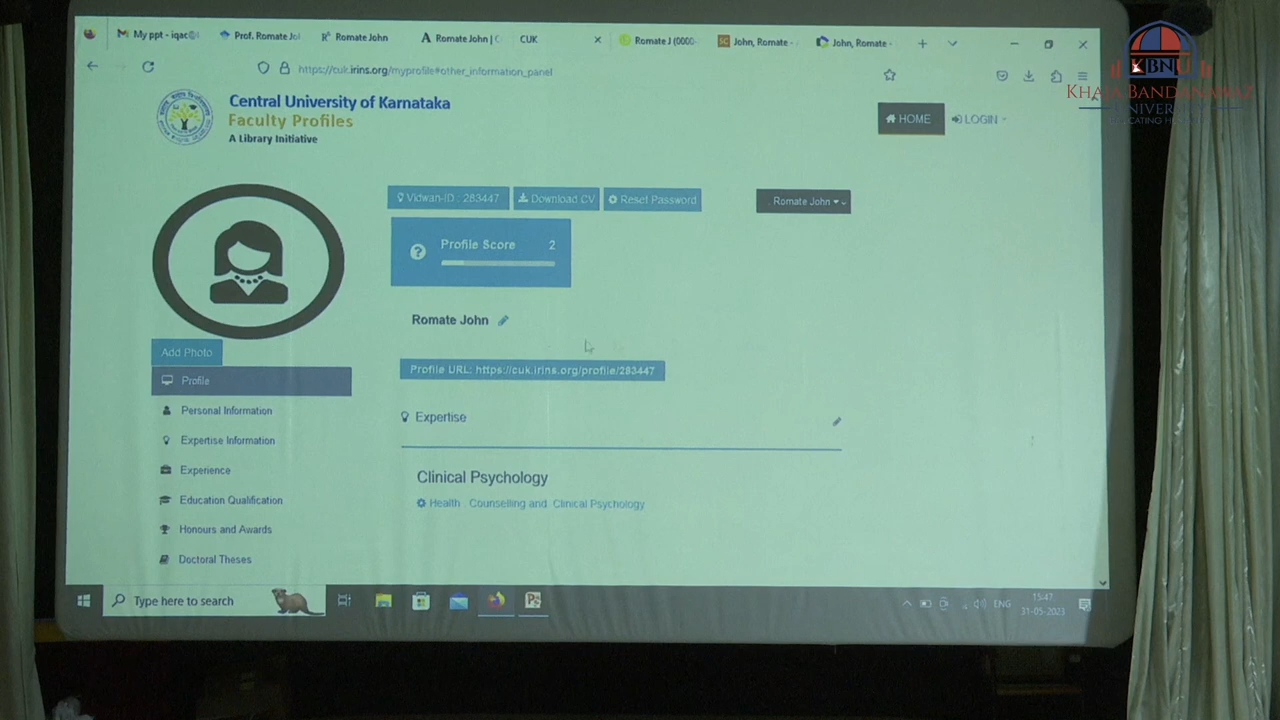 My ppt - iqac@
Prof. Romate Jo
Romate John
Romate John |
CUK
Romate J (0000-
John, Romate -
John, Romate -
https://cuk.irins.org/myprofile#other_information_panel
KBNU
KHAJA BANDANAWAZ
UNIVERSITY
Central University of Karnataka
Faculty Profiles
A Library Initiative
HOME
LOGIN
Vidwan-ID : 283447
Download CV
Reset Password
Romate John
Profile Score 2
Romate John
Add Photo
Profile URL: https://cuk.irins.org/profile/283447
Profile
Personal Information
Expertise Information
Experience
Education Qualification
Honours and Awards
Doctoral Theses
Expertise
Clinical Psychology
Health . Counselling and Clinical Psychology
Type here to search
ENG
15:47
31-05-2023